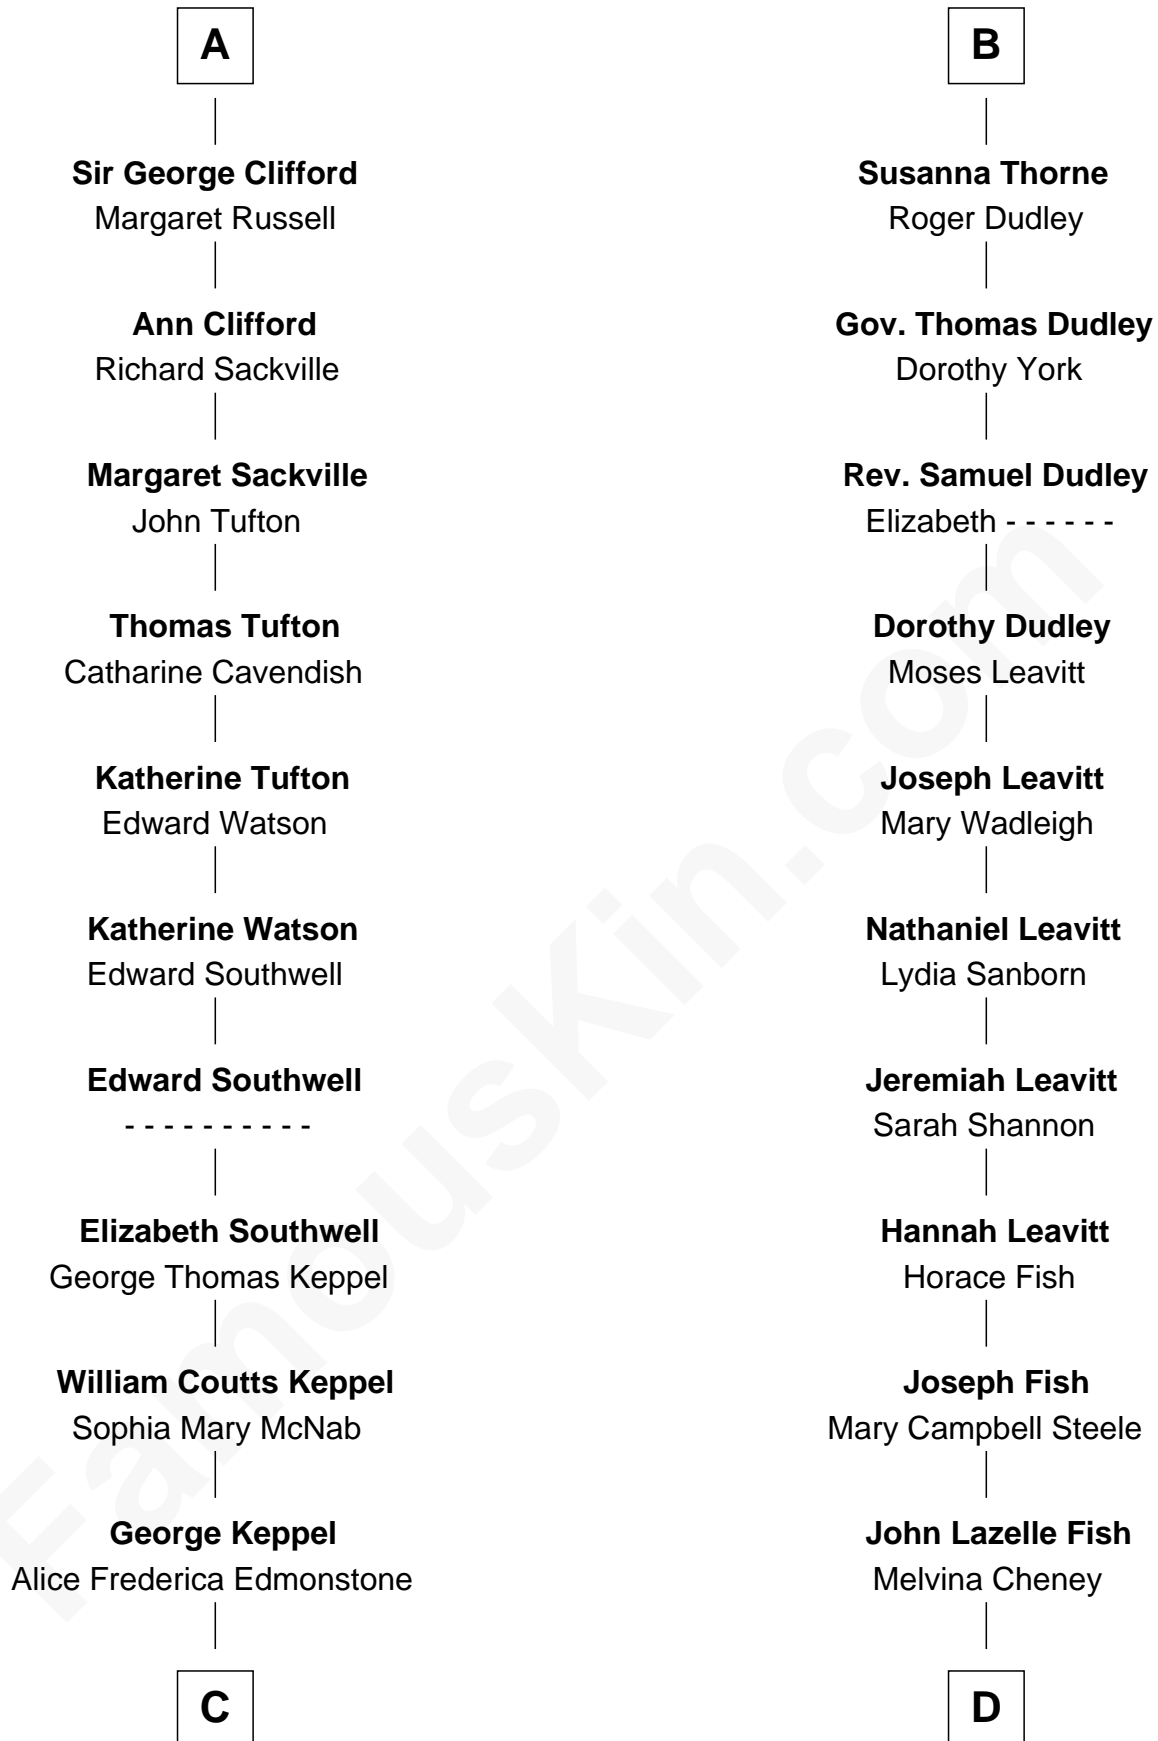 A
Sir George Clifford
Margaret Russell
Ann Clifford
Richard Sackville
Margaret Sackville
John Tufton
Thomas Tufton
Catharine Cavendish
Katherine Tufton
Edward Watson
Katherine Watson
Edward Southwell
Edward Southwell
- - - - - - - - - -
Elizabeth Southwell
George Thomas Keppel
William Coutts Keppel
Sophia Mary McNab
George Keppel
Alice Frederica Edmonstone
C
B
Susanna Thorne
Roger Dudley
Gov. Thomas Dudley
Dorothy York
Rev. Samuel Dudley
Elizabeth - - - - - -
Dorothy Dudley
Moses Leavitt
Joseph Leavitt
Mary Wadleigh
Nathaniel Leavitt
Lydia Sanborn
Jeremiah Leavitt
Sarah Shannon
Hannah Leavitt
Horace Fish
Joseph Fish
Mary Campbell Steele
John Lazelle Fish
Melvina Cheney
D
FamousKin.com